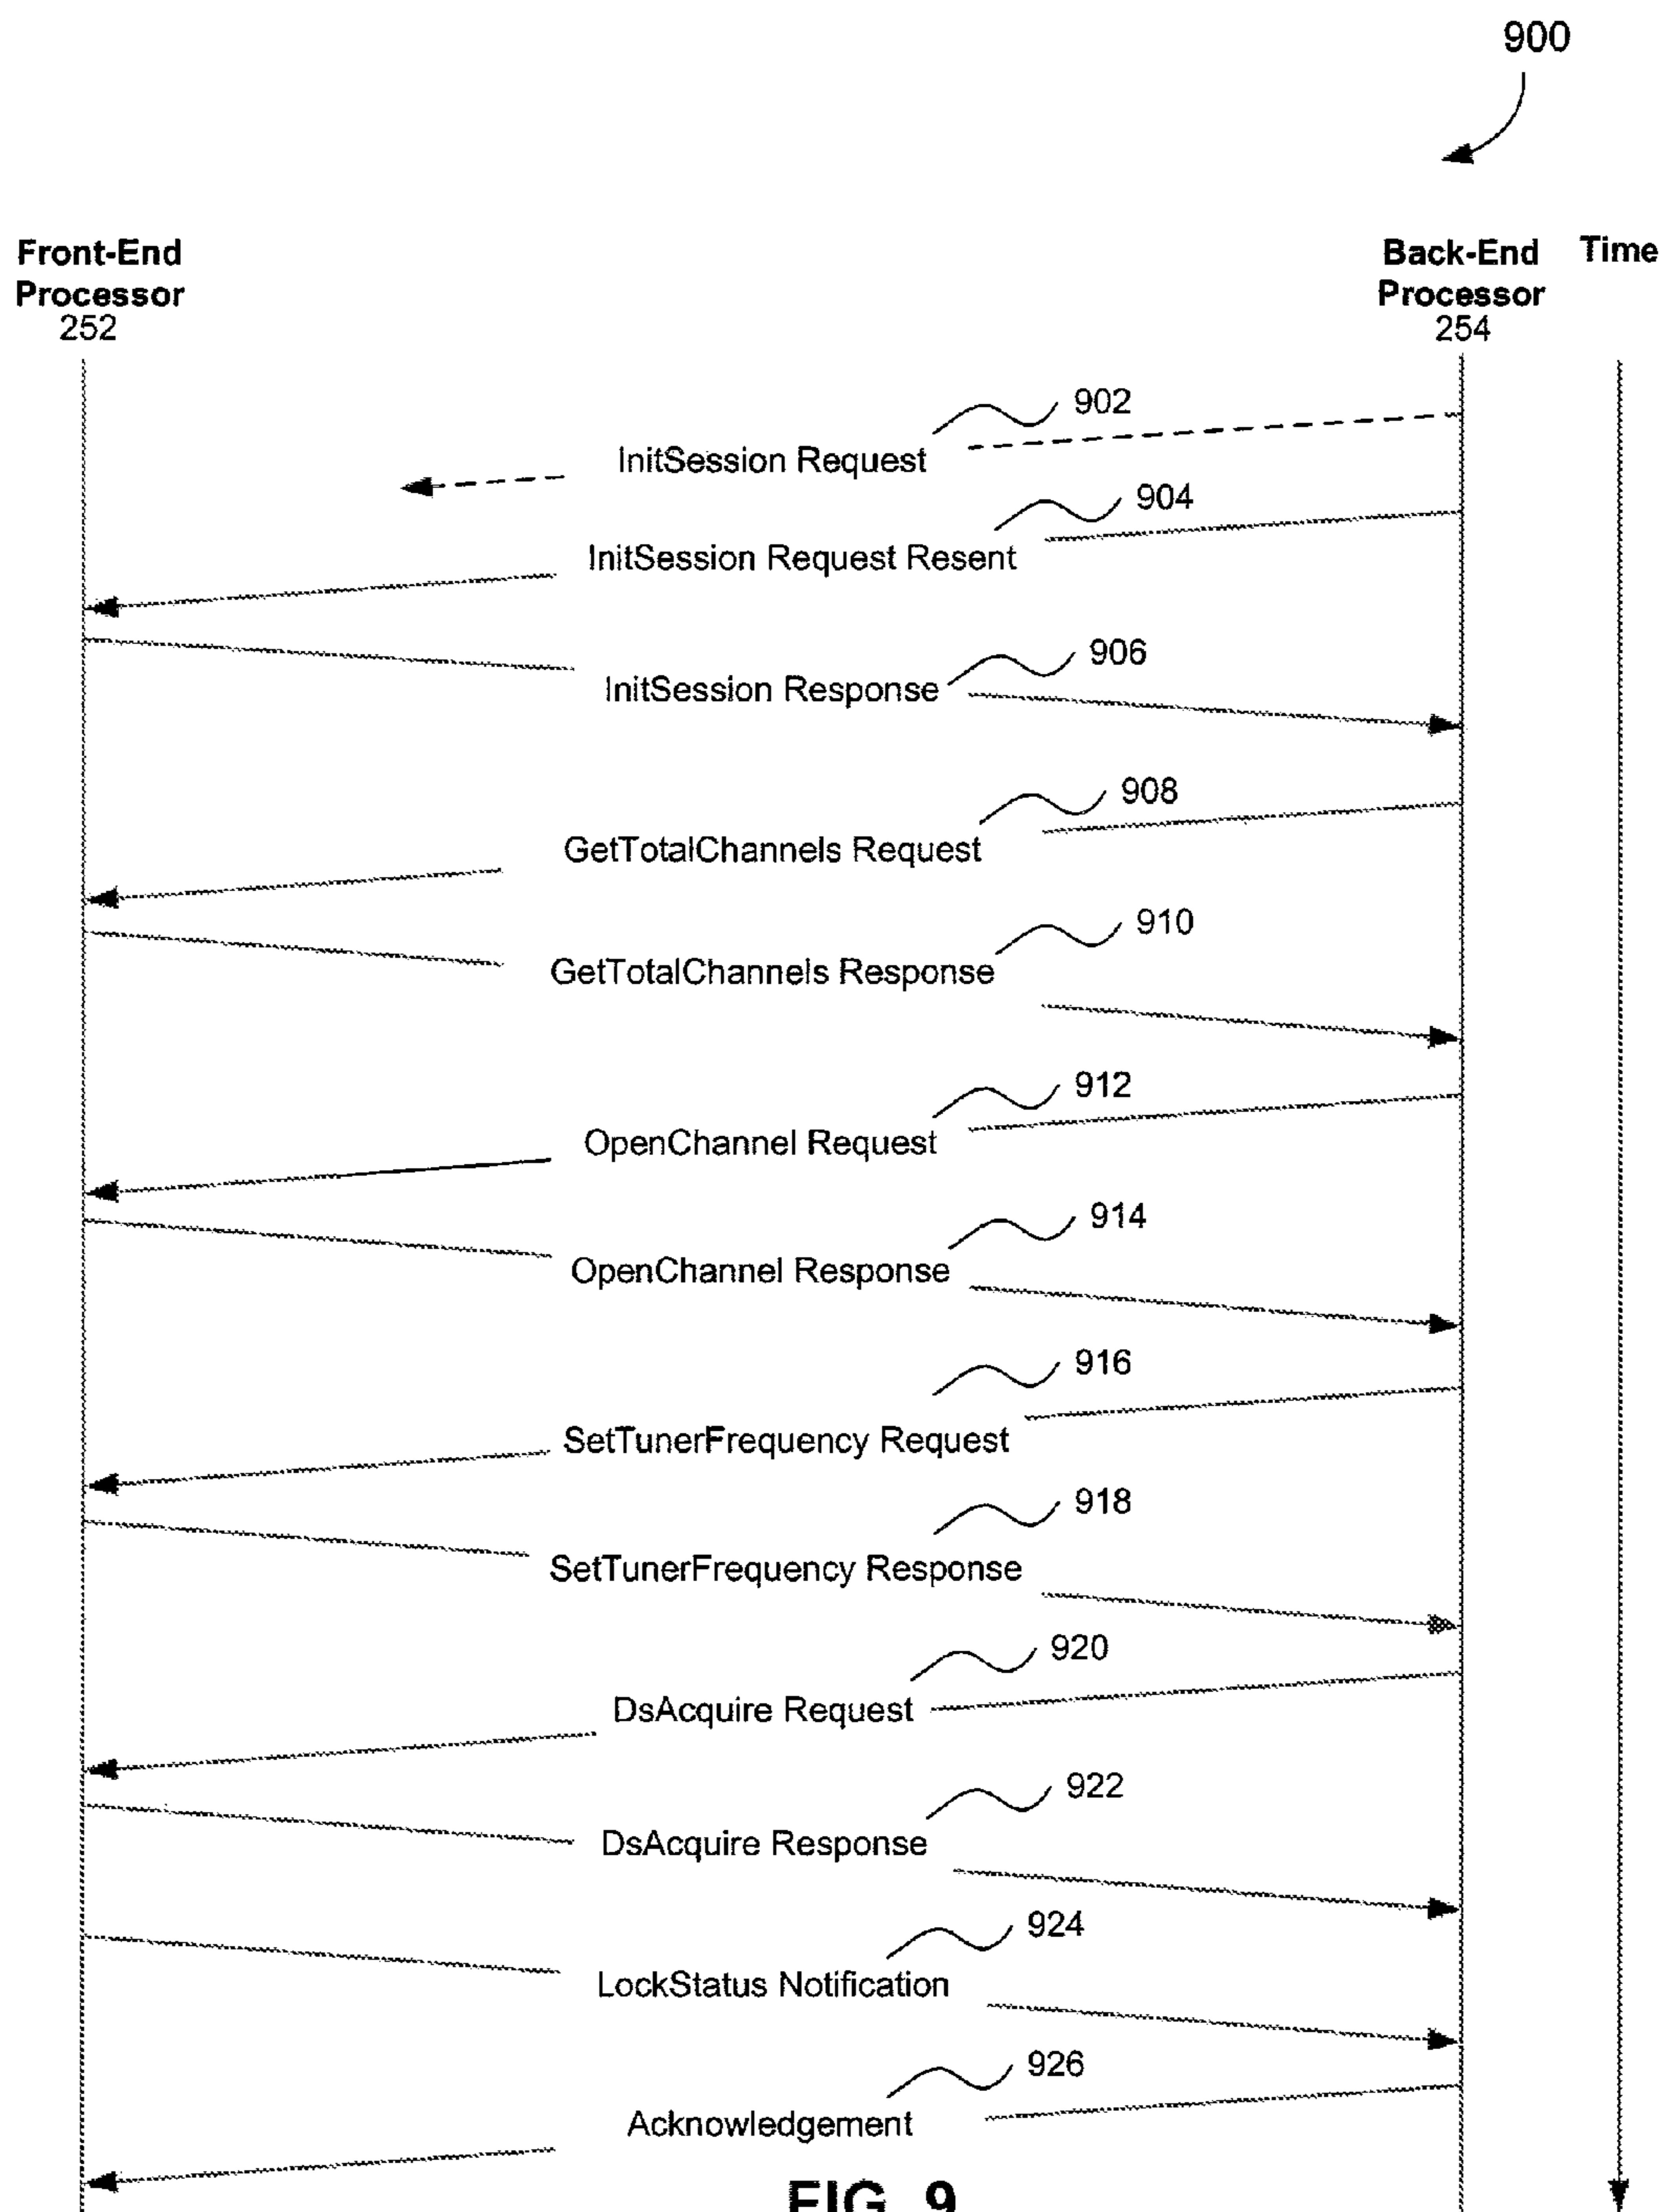 900
Front-End
Processor
252
Back-End
Processor
254
Time
902
InitSession Request
904
InitSession Request Resent
906
InitSession Response
908
GetTotalChannels Request
910
GetTotalChannels Response
912
OpenChannel Request
914
OpenChannel Response
916
SetTunerFrequency Request
918
SetTunerFrequency Response
920
DsAcquire Request
922
DsAcquire Response
924
LockStatus Notification
926
Acknowledgement
FIG. 9